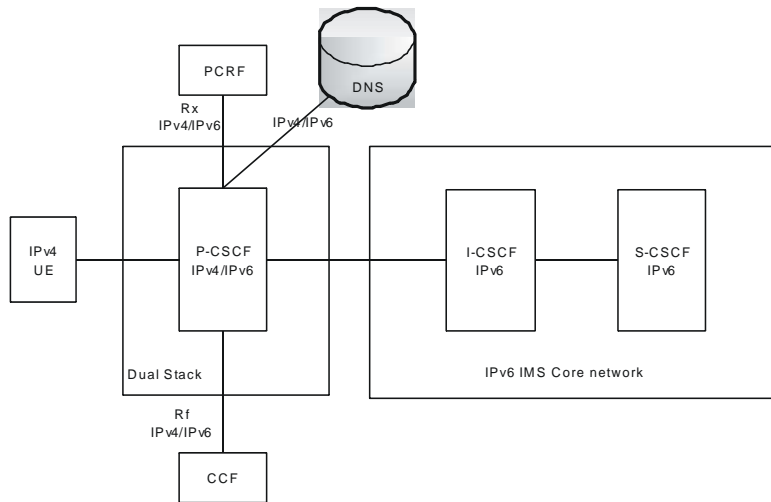 PCRF
DNS
Rx
IPv4/IPv6
IPv4/IPv6
IPv4
UE
P-CSCF
IPv4/IPv6
I-CSCF
IPv6
S-CSCF
IPv6
Dual Stack
IPv6 IMS Core network
Rf
IPv4/IPv6
CCF